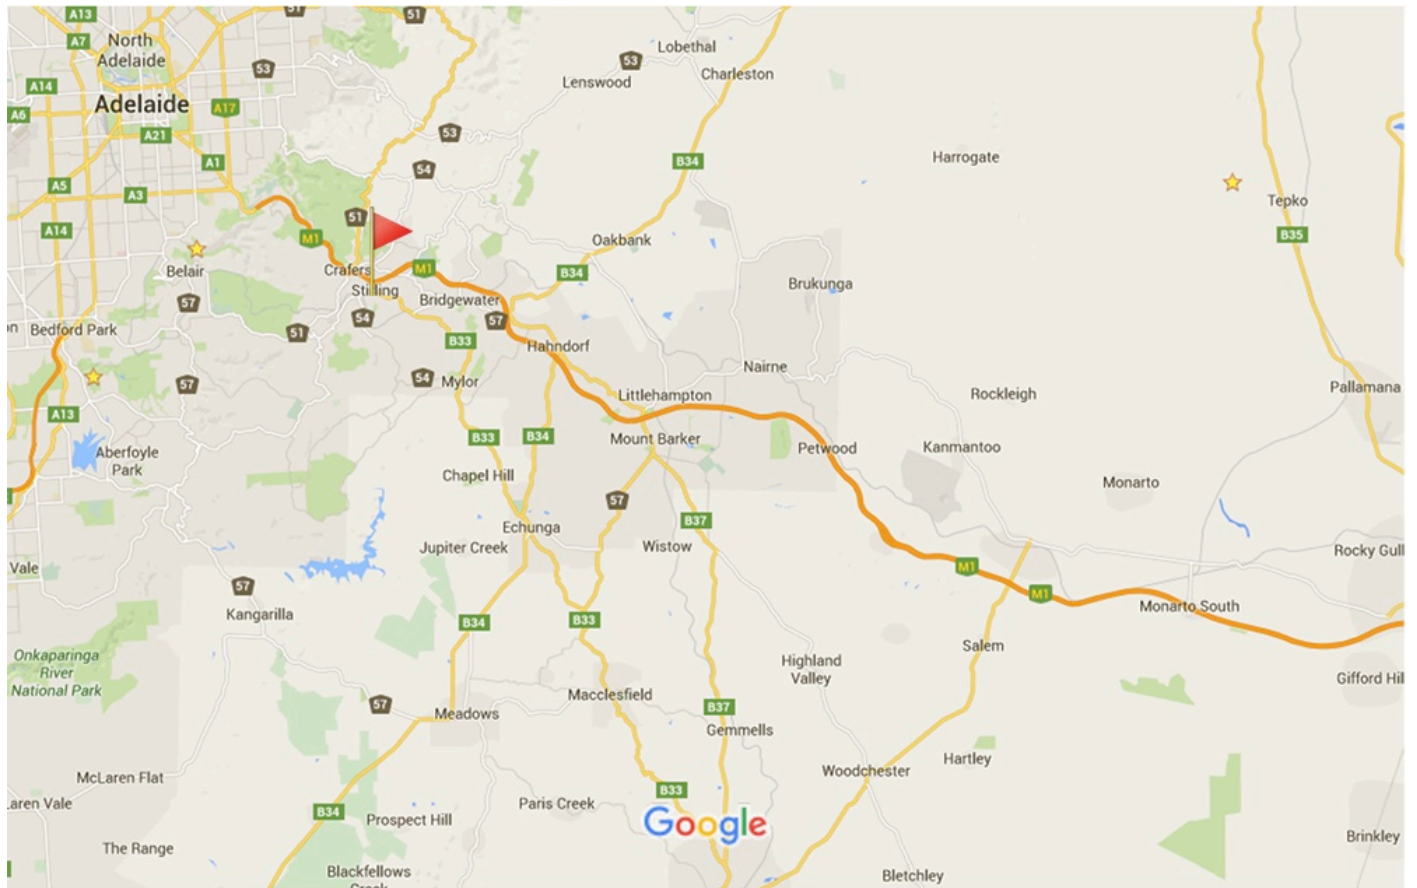 A13
51
51
North
Adelaide
A7
Lobethal
53
53
Charleston
Lenswood
A14
Adelaide
A17
A6
A21
53
A1
B34
Harrogate
54
A5
A3
Tepko
51
A14
M1
B35
Oakbank
Belair
Crafers
M1
B34
Brukunga
Bridgewater
57
54
57
Bedford Park
51
B33
Hahndorf
Nairne
54
Mylor
57
Pallamana
Littlehampton
Rockleigh
A13
B33
B34
Mount Barker
Petwood
Kanmantoo
Aberfoyle
Park
Chapel Hill
Monarto
57
B37
Echunga
Jupiter Creek
Wistow
Rocky Gull
Vale
M1
57
M1
Kangarilla
B34
B33
Monarto South
Salem
Onkaparinga
River
National Park
Highland
Valley
Gifford Hil
Macclesfield
57
Meadows
B37
Gemmells
Hartley
McLaren Flat
Woodchester
B33
aren Vale
B34
Prospect Hill
Paris Creek
Google
Brinkley
The Range
Blackfellows
Bletchley